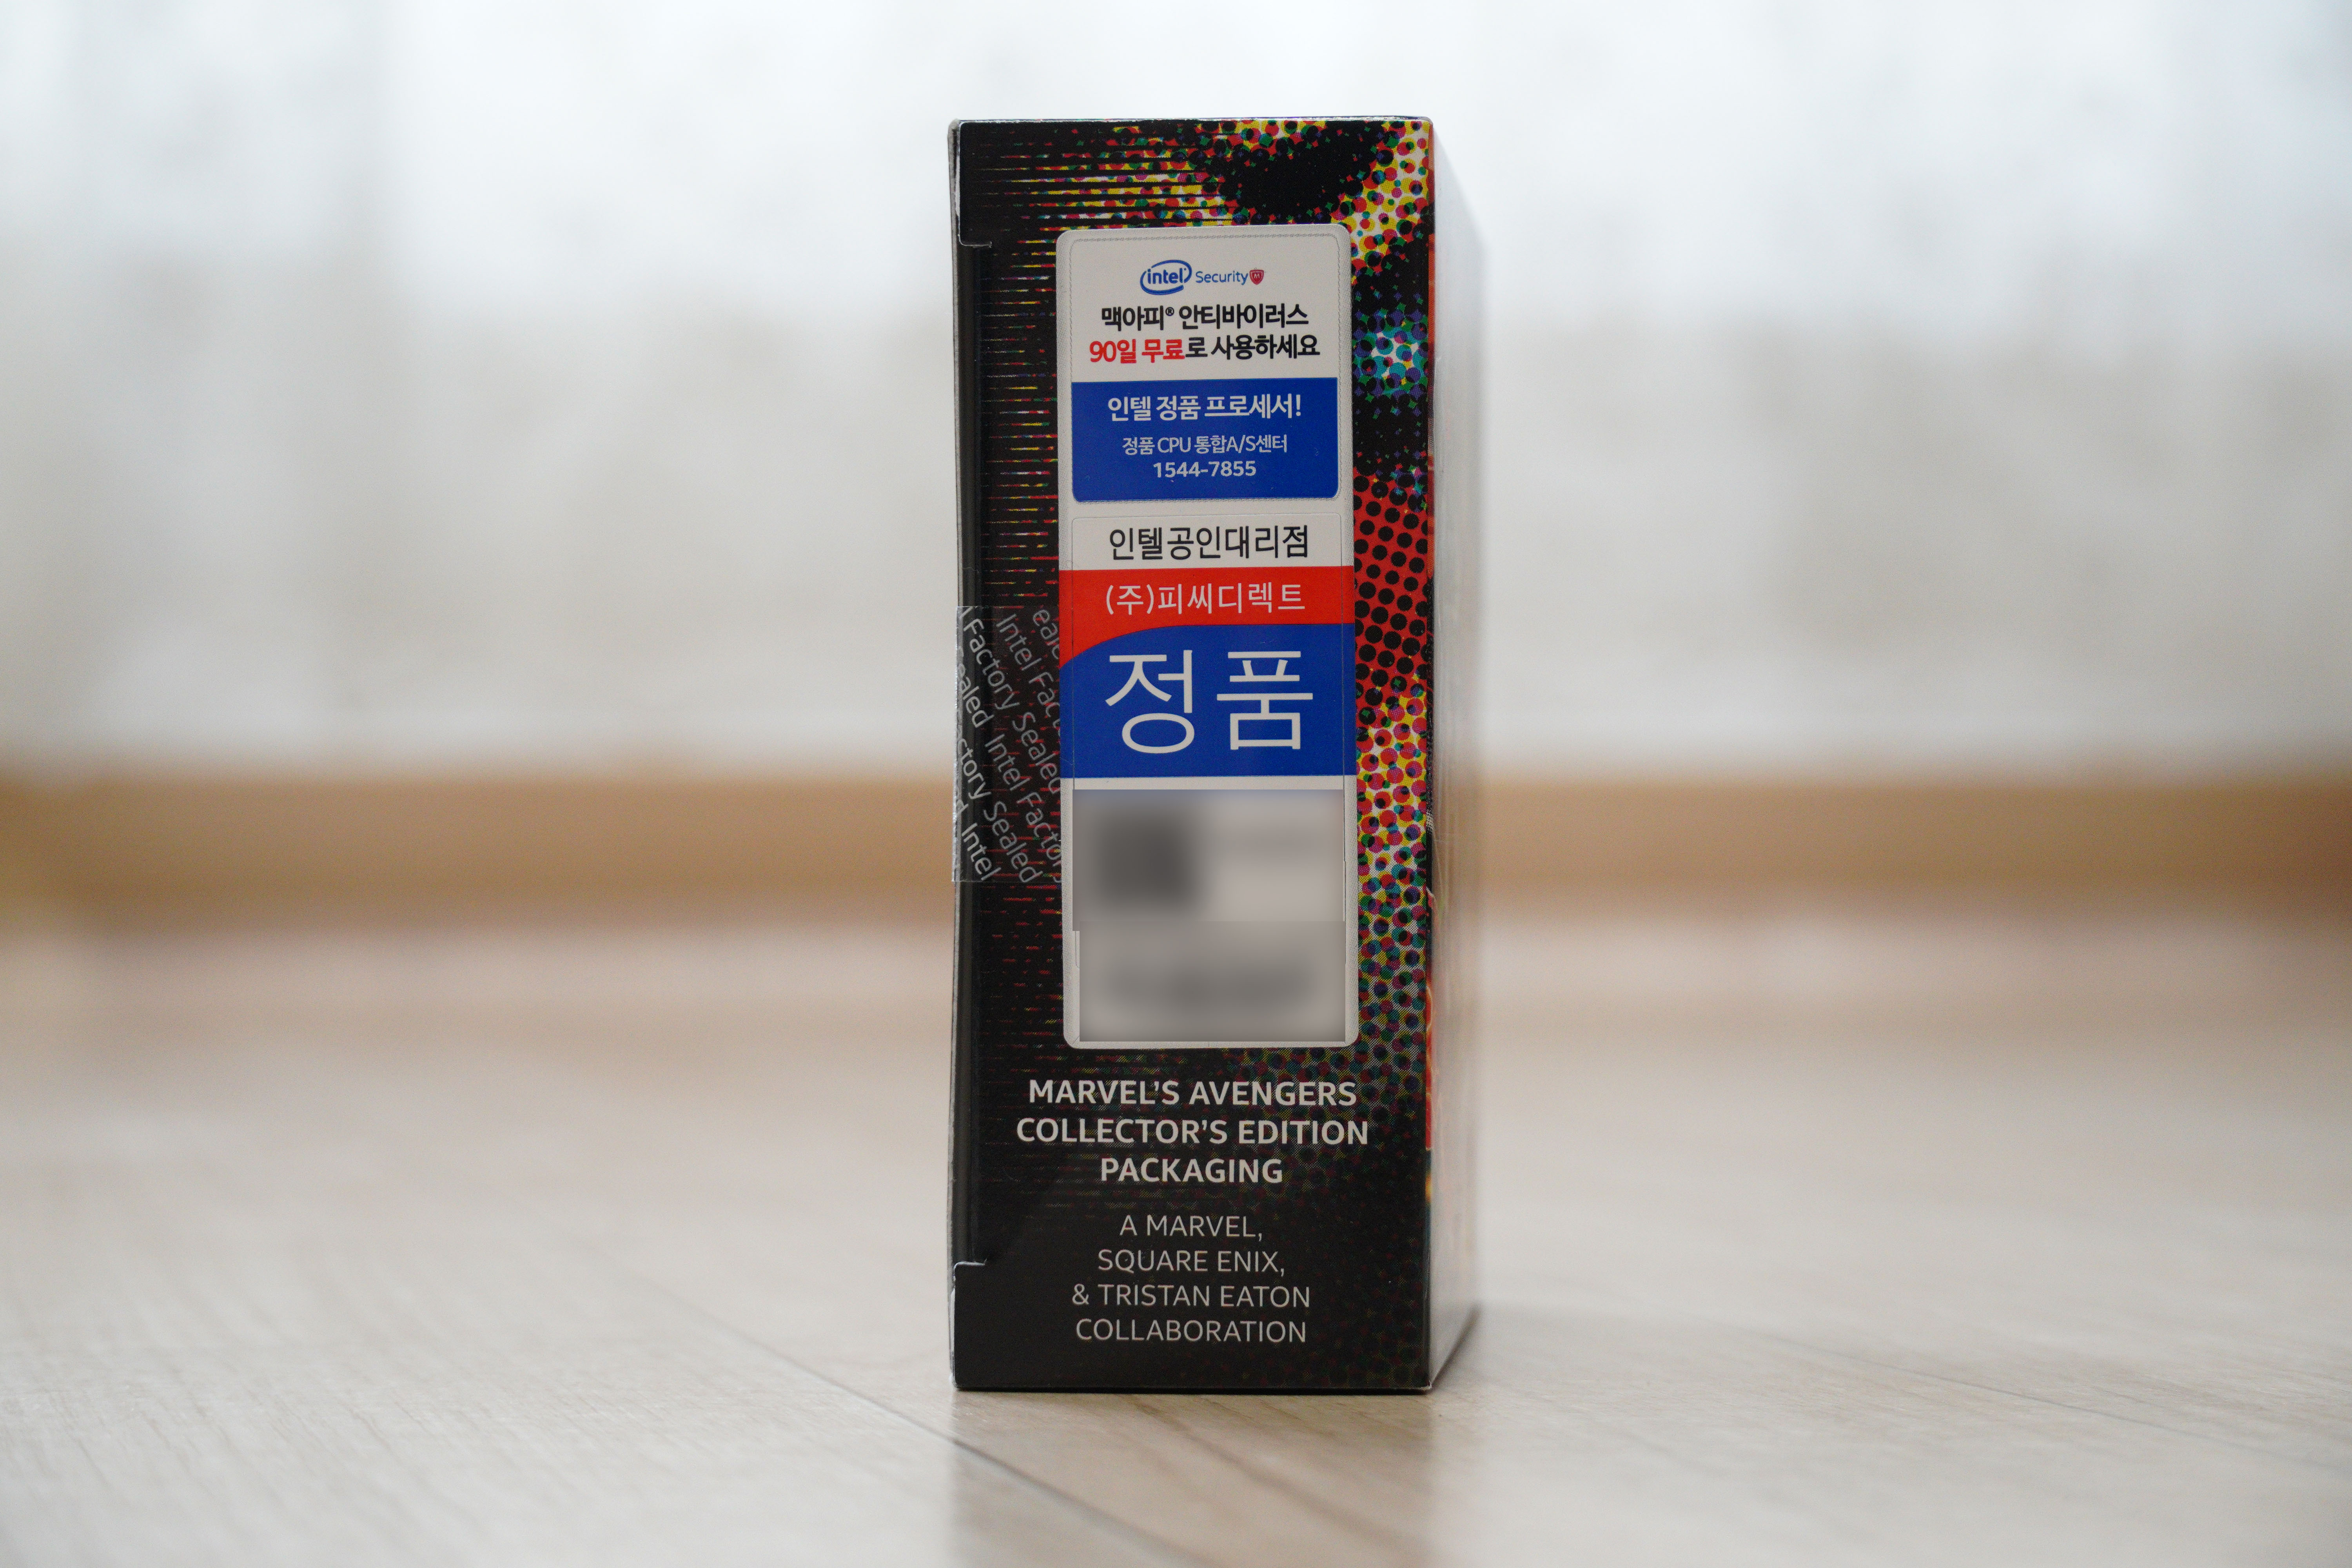 intel Security
맥아피® 안티바이러스
90일 무료로 사용하세요
인텔 정품 프로세서!
정품 CPU 통합A/S센터
1544-7855
인텔공인대리점
(주)피씨디렉트
정품
Intel Fact
Factory Sealed
Sealed Intel Factor
Factory Sealed
Intel
MARVEL'S AVENGERS
COLLECTOR'S EDITION
PACKAGING
A MARVEL,
SQUARE ENIX,
& TRISTAN EATON
COLLABORATION